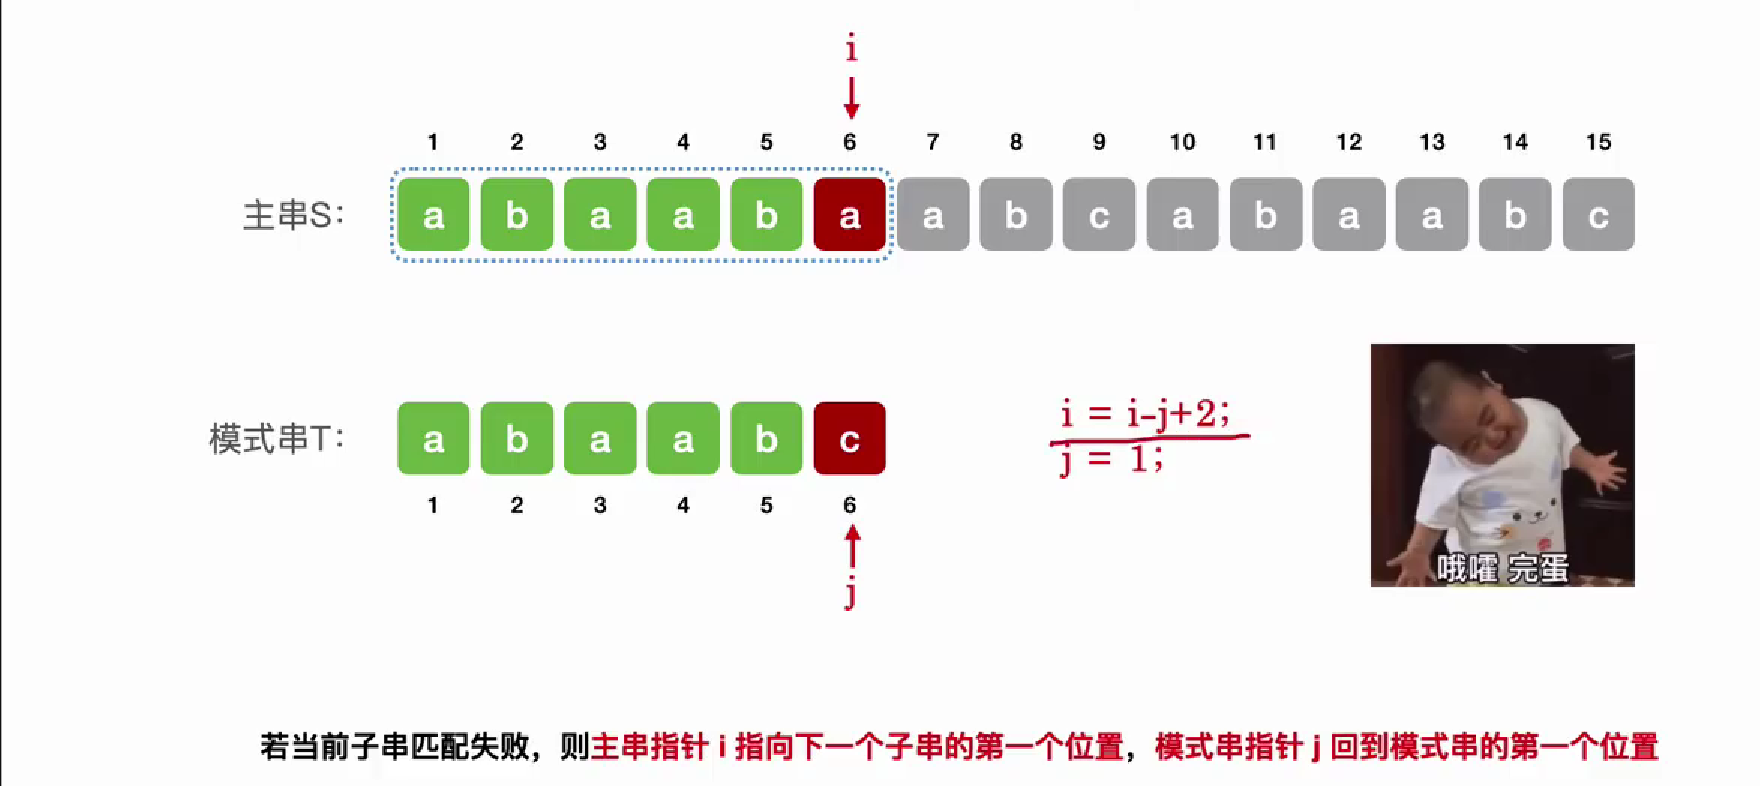 i
1 2 3 4 5 6 7 8 9 10 11 12 13 14 15
主串S: a b a a b a a b c a b a a b c
模式串T: a b a a b c
1 2 3 4 5 6
j
i = i-j+2;
j = 1;
哦嚯 完蛋
若当前子串匹配失败，则主串指针 i 指向下一个子串的第一个位置，模式串指针 j 回到模式串的第一个位置